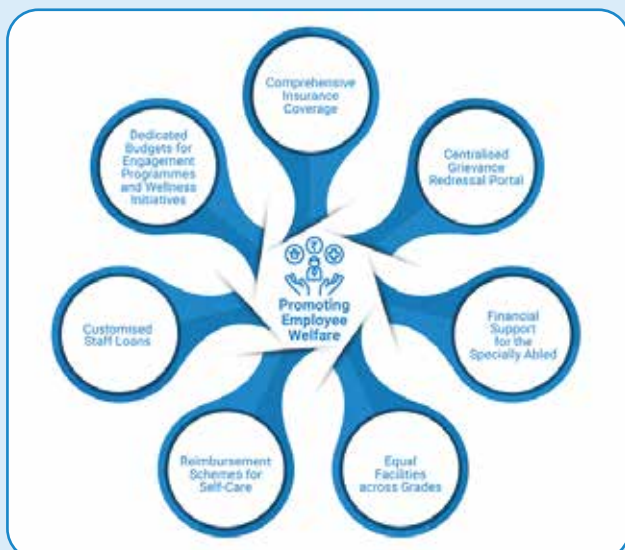 Comprehensive
Insurance
Coverage
Centralised
Grievance
Redressal Portal
Financial
Support
for the
Specially Abled
Equal
Facilities
across Grades
Reimbursement
Schemes for
Self-Care
Customised
Staff Loans
Dedicated
Budgets for
Engagement
Programmes
and Wellness
Initiatives
₹
Promoting
Employee
Welfare